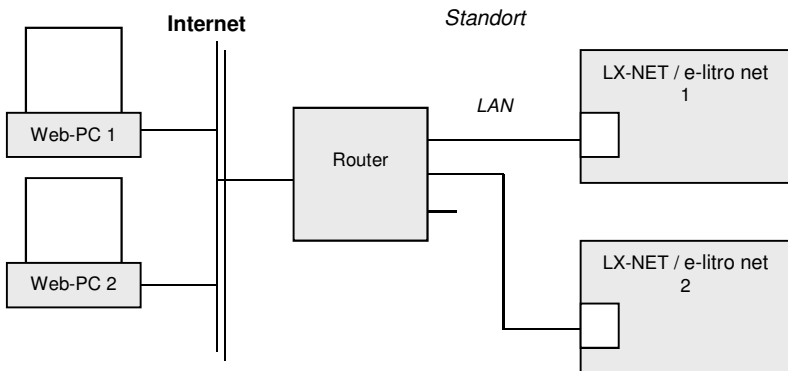 Internet
Standort
LAN
Web-PC 1
Router
LX-NET / e-litro net
1
Web-PC 2
LX-NET / e-litro net
2